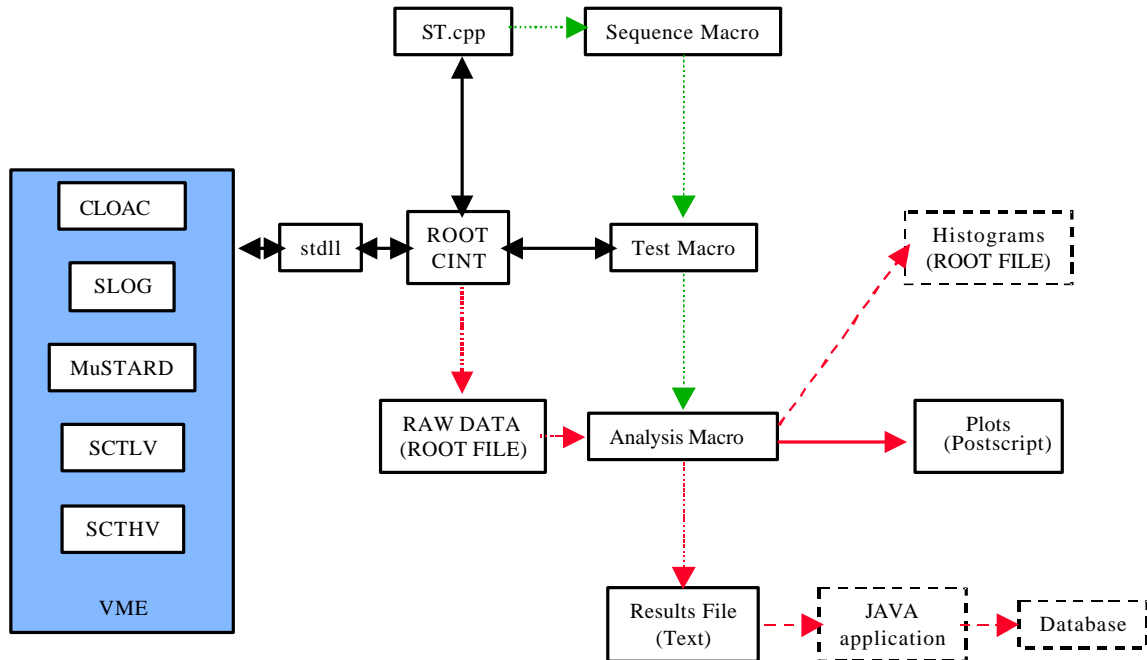 ST.cpp
Sequence Macro
CLOAC
SLOG
MuSTARD
SCTLV
SCTHV
VME
stdll
ROOT
CINT
Test Macro
Histograms
(ROOT FILE)
RAW DATA
(ROOT FILE)
Analysis Macro
Plots
(Postscript)
Results File
(Text)
JAVA
application
Database